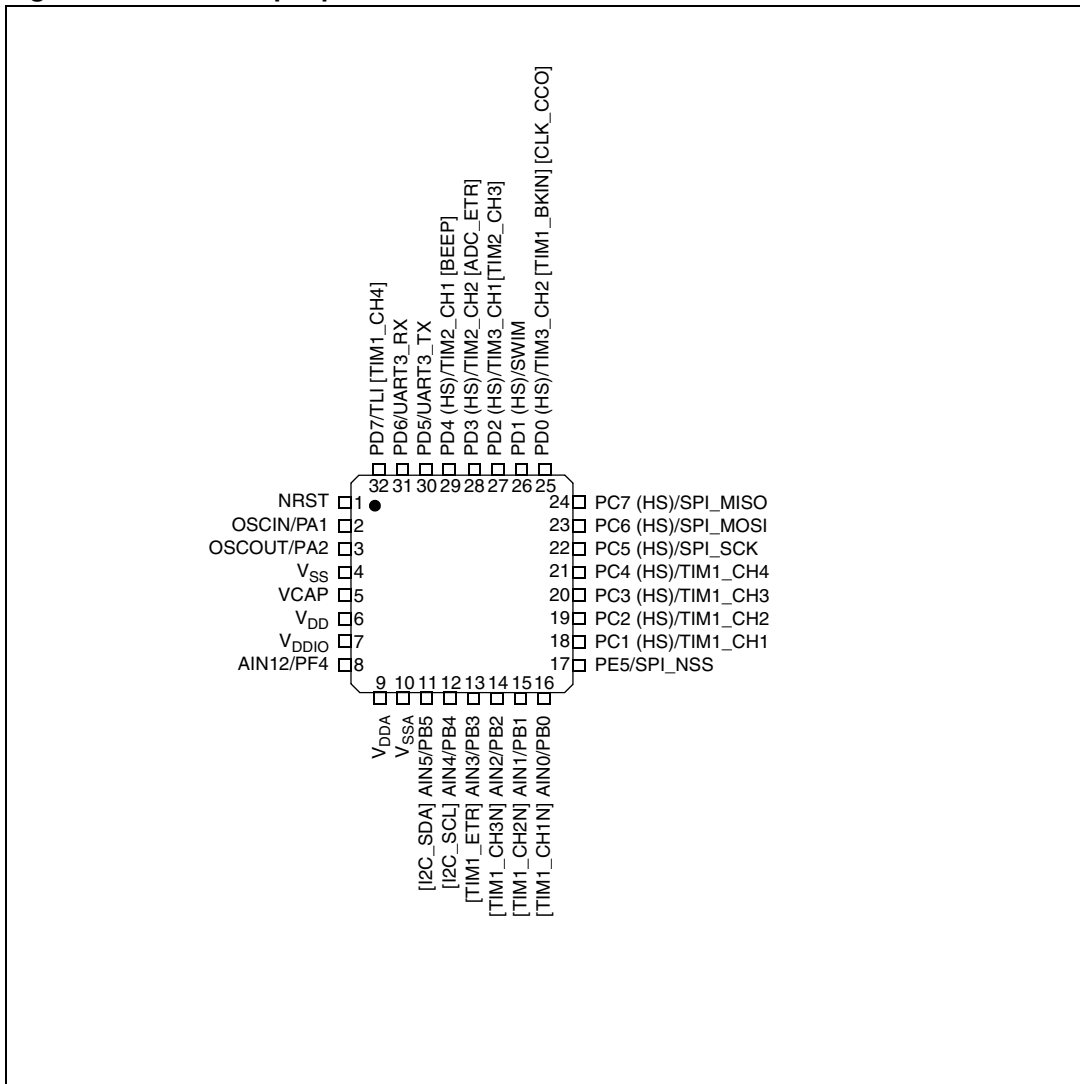 PD7/TLI [TIM1_CH4]
PD6/UART3_RX
PD5/UART3_TX
PD4 (HS)/TIM2_CH1 [BEEP]
PD3 (HS)/TIM2_CH2 [ADC_ETR]
PD2 (HS)/TIM3_CH1[TIM2_CH3]
PD1 (HS)/SWIM
PD0 (HS)/TIM3_CH2 [TIM1_BKIN] [CLK_CCO]
32 31 30 29 28 27 26 25
NRST 1
OSCIN/PA1 2
OSCOUT/PA2 3
VSS 4
VCAP 5
VDD 6
VDDIO 7
AIN12/PF4 8
24 PC7 (HS)/SPI_MISO
23 PC6 (HS)/SPI_MOSI
22 PC5 (HS)/SPI_SCK
21 PC4 (HS)/TIM1_CH4
20 PC3 (HS)/TIM1_CH3
19 PC2 (HS)/TIM1_CH2
18 PC1 (HS)/TIM1_CH1
17 PE5/SPI_NSS
9 10 11 12 13 14 15 16
VDDA
VSSA
[I2C_SDA] AIN5/PB5
[I2C_SCL] AIN4/PB4
[TIM1_ETR] AIN3/PB3
[TIM1_CH3N] AIN2/PB2
[TIM1_CH2N] AIN1/PB1
[TIM1_CH1N] AIN0/PB0